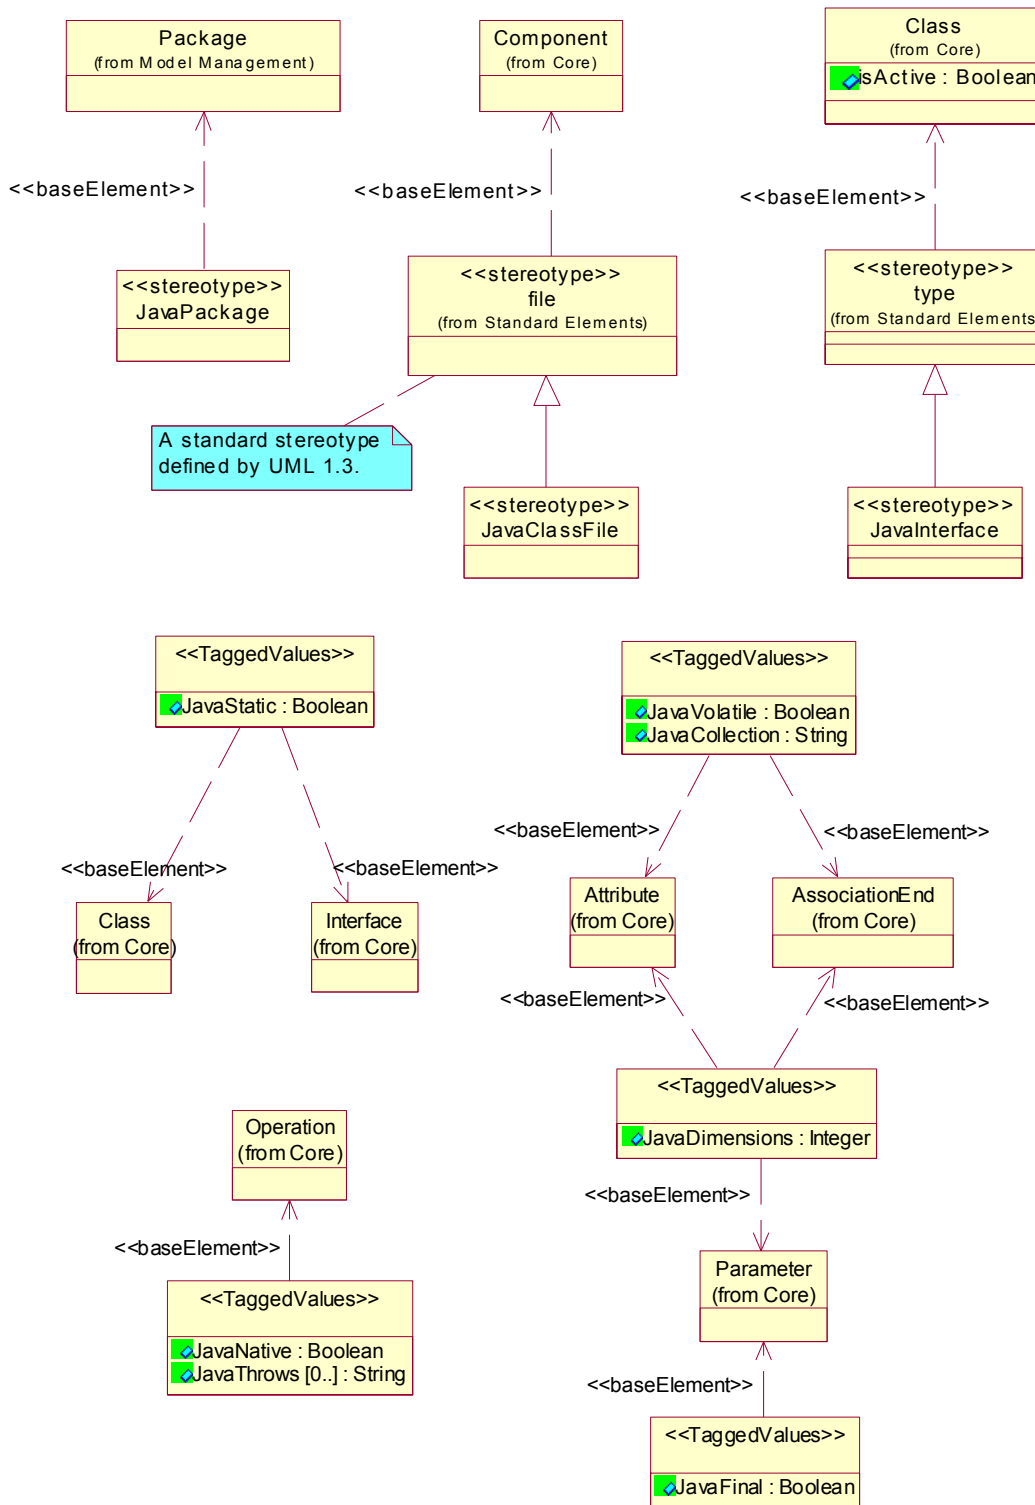 Package
(from Model Management)
Component
(from Core)
Class
(from Core)
isActive : Boolean
<<baseElement>>
<<baseElement>>
<<baseElement>>
<<stereotype>>
JavaPackage
<<stereotype>>
file
(from Standard Elements)
<<stereotype>>
type
(from Standard Elements)
A standard stereotype
defined by UML 1.3.
<<stereotype>>
JavaClassFile
<<stereotype>>
JavaInterface
<<TaggedValues>>
JavaStatic : Boolean
<<TaggedValues>>
JavaVolatile : Boolean
JavaCollection : String
<<baseElement>>
<<baseElement>>
<<baseElement>>
<<baseElement>>
Class
(from Core)
Interface
(from Core)
Attribute
(from Core)
AssociationEnd
(from Core)
<<baseElement>>
<<baseElement>>
<<TaggedValues>>
JavaDimensions : Integer
Operation
(from Core)
<<baseElement>>
<<baseElement>>
<<TaggedValues>>
JavaNative : Boolean
JavaThrows [0..] : String
Parameter
(from Core)
<<baseElement>>
<<TaggedValues>>
JavaFinal : Boolean